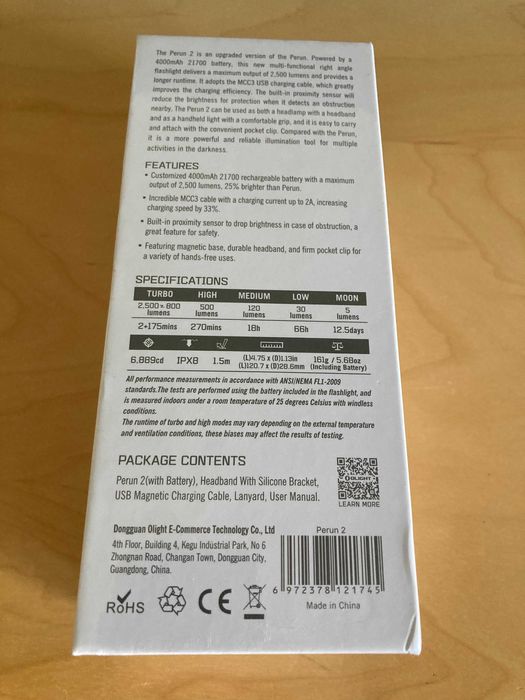 The Perun 2 is an upgraded version of the Perun. Powered by a
4000mAh 21700 battery, this new multi-functional right angle
flashlight delivers a maximum output of 2,500 lumens and provides a
longer runtime. It adopts the MCC3 USB charging cable, which greatly
improves the charging efficiency. The built-in proximity sensor will
reduce the brightness for protection when it detects an obstruction
nearby. The Perun 2 can be used as both a headlamp with a headband
and as a handheld light with a comfortable grip, and it is easy to carry
and attach with the convenient pocket clip. Compared with the Perun,
it is a more powerful and reliable illumination tool for multiple
activities in the darkness.
FEATURES
• Customized 4000mAh 21700 rechargeable battery with a maximum
output of 2,500 lumens, 25% brighter than Perun.
• Incredible MCC3 cable with a charging current up to 2A, increasing
charging speed by 33%.
• Built-in proximity sensor to drop brightness in case of obstruction, a
great feature for safety.
• Featuring magnetic base, durable headband, and firm pocket clip for
a variety of hands-free uses.
SPECIFICATIONS
TURBO HIGH MEDIUM LOW MOON
2,500~800 lumens 500 lumens 120 lumens 30 lumens 5 lumens
2+175mins 270mins 18h 66h 12.5days
6,889cd IPX8 1.5m (L)4.75 x (D)1.13in (L)120.7 x (D)28.6mm 161g / 5.68oz (Including Battery)
All performance measurements in accordance with ANSI/NEMA FL1-2009
standards.The tests are performed using the battery included in the flashlight, and
is measured indoors under a room temperature of 25 degrees Celsius with windless
conditions.
The runtime of turbo and high modes may vary depending on the external temperature
and ventilation conditions, these biases may affect the results of testing.
PACKAGE CONTENTS
Perun 2(with Battery), Headband With Silicone Bracket,
USB Magnetic Charging Cable, Lanyard, User Manual.
OLIGHT
LEARN MORE
Dongguan Olight E-Commerce Technology Co., Ltd
4th Floor, Building 4, Kegu Industrial Park, No 6
Zhongnan Road, Changan Town, Dongguan City,
Guangdong, China.
Perun 2
6 972378 121745
Made in China
RoHS
CE